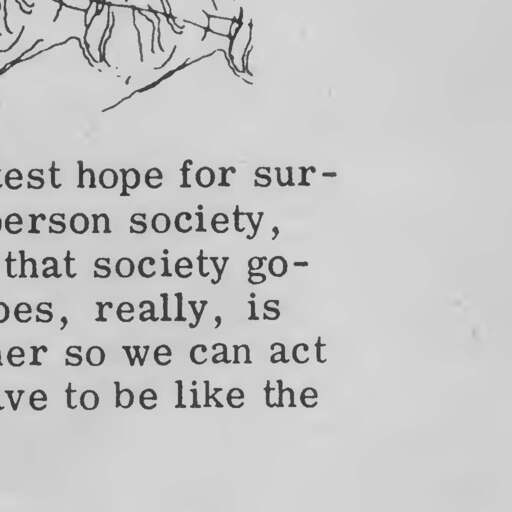 test hope for sur-
person society,
that society go-
oes, really, is
her so we can act
ave to be like the